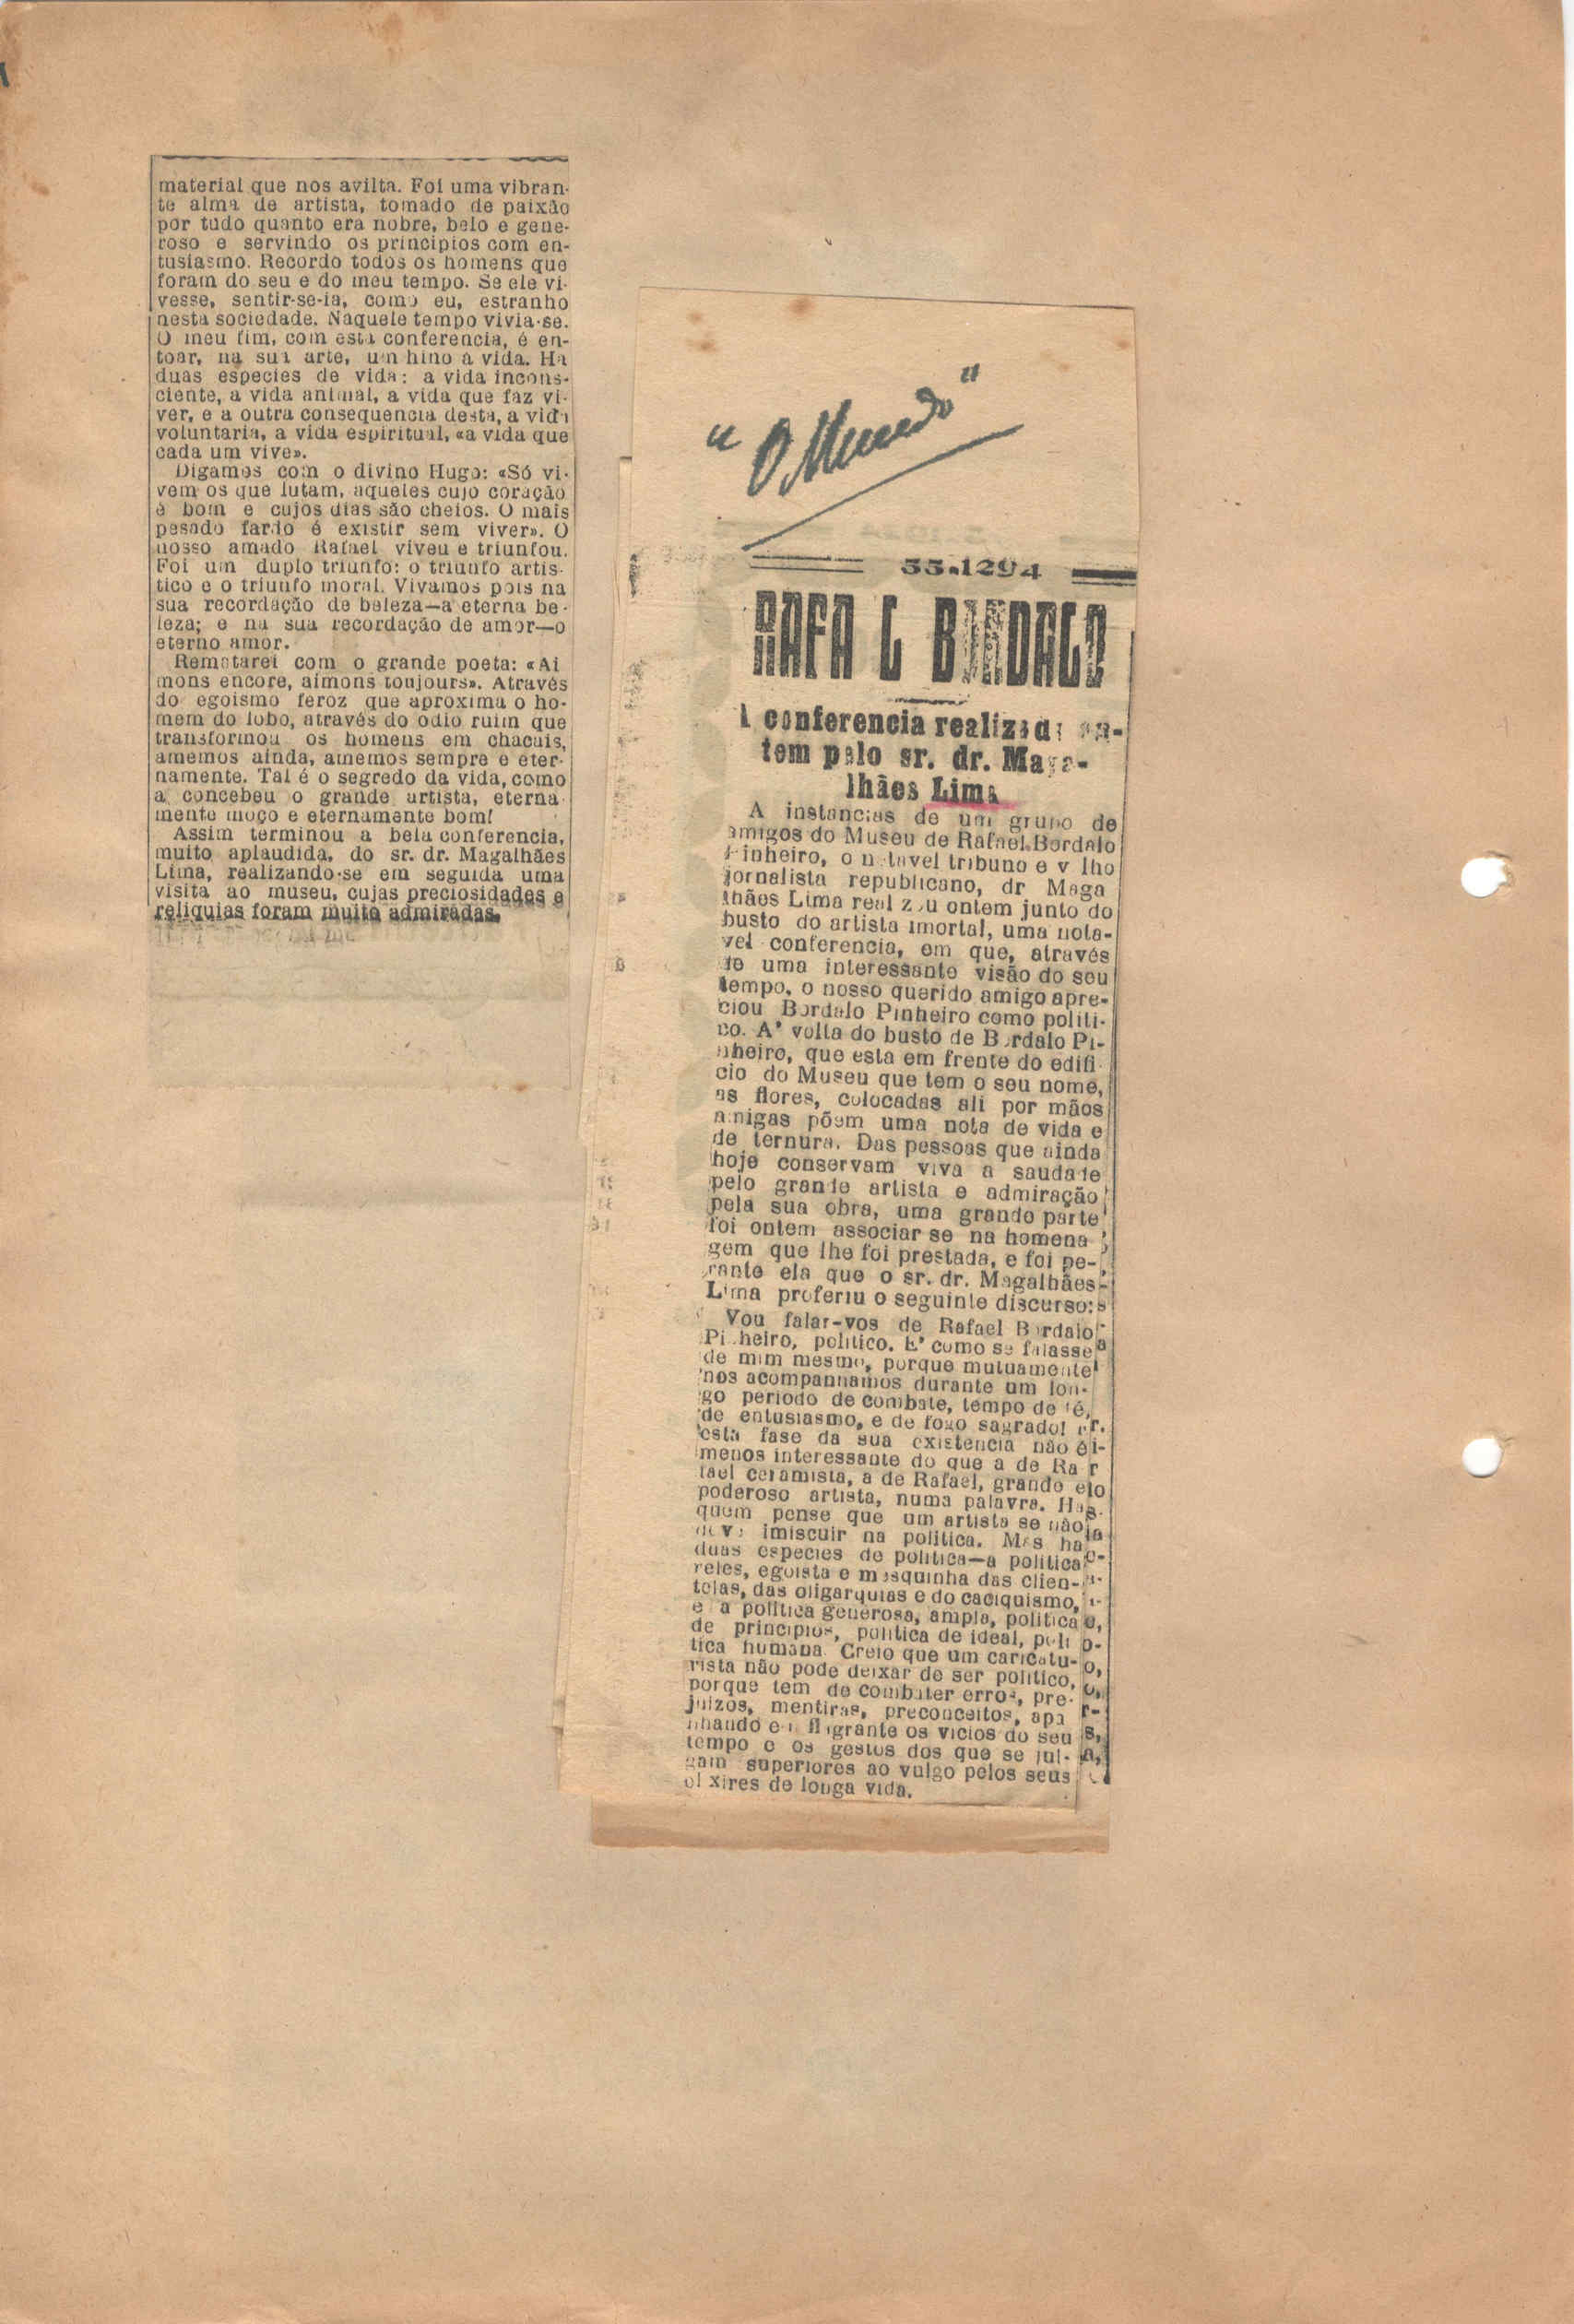 material que nos avilta. Foi uma vibran-
te alma de artista, tomado de paixão
por tudo quanto era nobre, belo e gene-
roso e servindo os principios com en-
tusiasmo. Recordo todos os homens que
foram do seu e do meu tempo. Se ele vi-
vesse, sentir-se-ia, como eu, estranho
nesta sociedade. Naquele tempo vivia-se.
O meu fim, com esta conferencia, é en-
toar, na sua arte, um hino á vida. Ha
duas especies de vida: a vida incons-
ciente, a vida animal, a vida que faz vi-
ver, e a outra consequencia desta, a vida
voluntaria, a vida espiritual, «a vida que
cada um vive».
Digamos com o divino Hugo: «Só vi-
vem os que lutam, aqueles cujo coração
é bom e cujos dias são cheios. O mais
pesado fardo é existir sem viver». O
nosso amado Rafael viveu e triunfou.
Foi um duplo triunfo: o triunfo artis-
tico e o triunfo moral. Vivamos pois na
sua recordação de beleza—a eterna be-
leza; e na sua recordação de amor—o
eterno amor.
Rematarei com o grande poeta: «Ai
mons encore, aimons toujours». Através
do egoismo feroz que aproxima o ho-
mem do lobo, através do odio ruim que
transformou os homens em chacais,
amemos ainda, amemos sempre e eter-
namente. Tal é o segredo da vida, como
a concebeu o grande artista, eterna-
mente moço e eternamente bom!
Assim terminou a bela conferencia,
muito aplaudida, do sr. dr. Magalhães
Lima, realizando-se em seguida uma
visita ao museu, cujas preciosidades e
reliquias foram muito admiradas.
"O Mundo"
55.1294
RAFAEL BORDALO
A conferencia realizada on-
tem pelo sr. dr. Maga-
lhães Lima
A instancias de um grupo de
amigos do Museu de Rafael Bordalo
Pinheiro, o notavel tribuno e velho
jornalista republicano, dr Maga
lhães Lima realizou ontem junto do
busto do artista imortal, uma nota-
vel conferencia, em que, através
de uma interessante visão do seu
tempo, o nosso querido amigo apre-
ciou Bordalo Pinheiro como politi-
co. A' volta do busto de Bordalo Pi-
nheiro, que esta em frente do edifi-
cio do Museu que tem o seu nome,
as flores, colocadas ali por mãos
amigas põem uma nota de vida e
de ternura. Das pessoas que ainda
hoje conservam viva a saudade
pelo grande artista e admiração
pela sua obra, uma grande parte
foi ontem associar se na homena
gem que lhe foi prestada, e foi pe-
rante ela que o sr. dr. Magalhães
Lima proferiu o seguinte discurso:
Vou falar-vos de Rafael Bordalo
Pinheiro, politico. E' como se falasse
de mim mesmo, porque mutuamente
nos acompanhamos durante um lon-
go periodo de combate, tempo de fé,
de entusiasmo, e de fogo sagrado!
esta fase da sua existencia não é
menos interessante do que a de Ra
fael ceramista, a de Rafael, grande e
poderoso artista, numa palavra. Ha
quem pense que um artista se não
deve imiscuir na politica. Mas ha
duas especies de politica—a politica
reles, egoista e mesquinha das clien-
telas, das oligarquias e do caciquismo,
e a politica generosa, ampla, politica
de principios, politica de ideal, poli
tica humana. Creio que um caricatu-
rista não pode deixar de ser politico,
porque tem de combater erros, pre-
juizos, mentiras, preconceitos, apa
nhando em flagrante os vicios do seu
tempo e os gestos dos que se jul-
gam superiores ao vulgo pelos seus
elixires de longa vida.